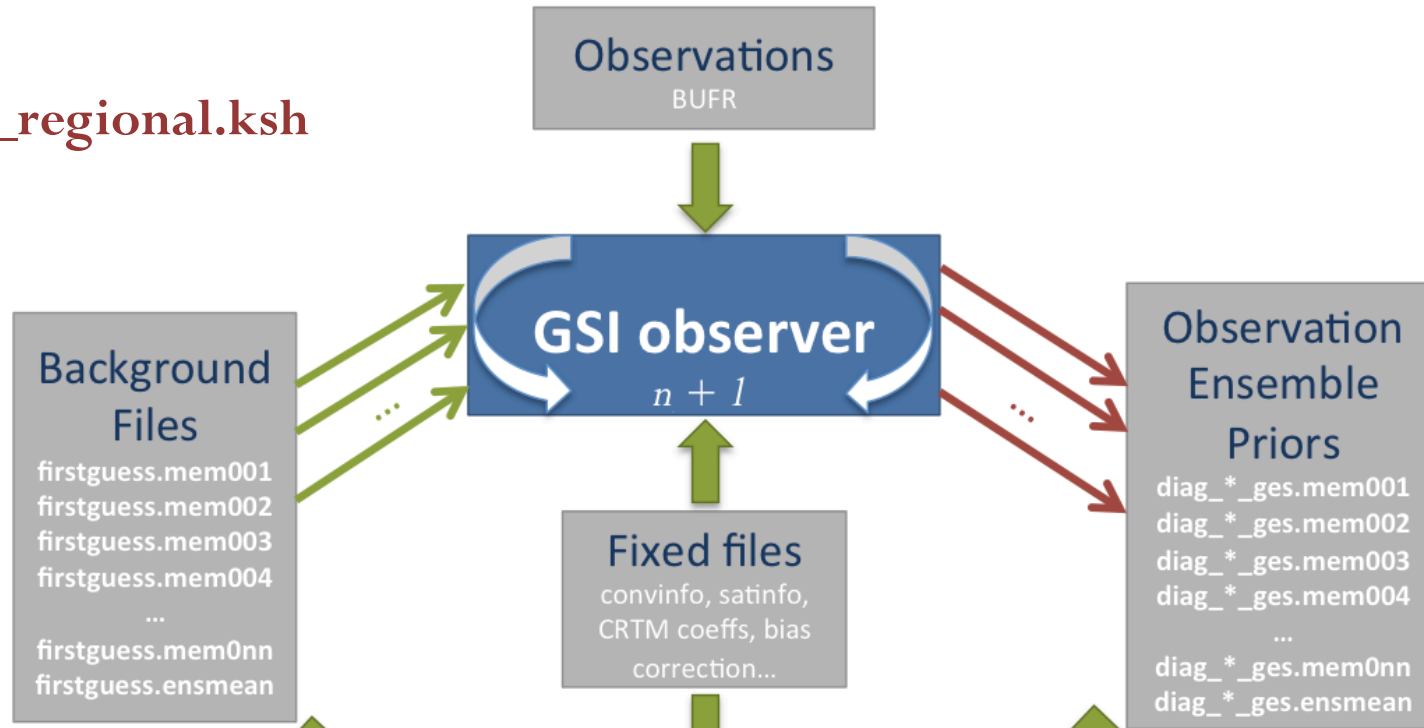 _regional.ksh
Observations
BUFR
GSI observer
n + 1
Background
Files
firstguess.mem001
firstguess.mem002
firstguess.mem003
firstguess.mem004
...
firstguess.mem0nn
firstguess.ensmean
...
Fixed files
convinfo, satinfo,
CRTM coeffs, bias
correction...
...
Observation
Ensemble
Priors
diag_*_ges.mem001
diag_*_ges.mem002
diag_*_ges.mem003
diag_*_ges.mem004
...
diag_*_ges.mem0nn
diag_*_ges.ensmean